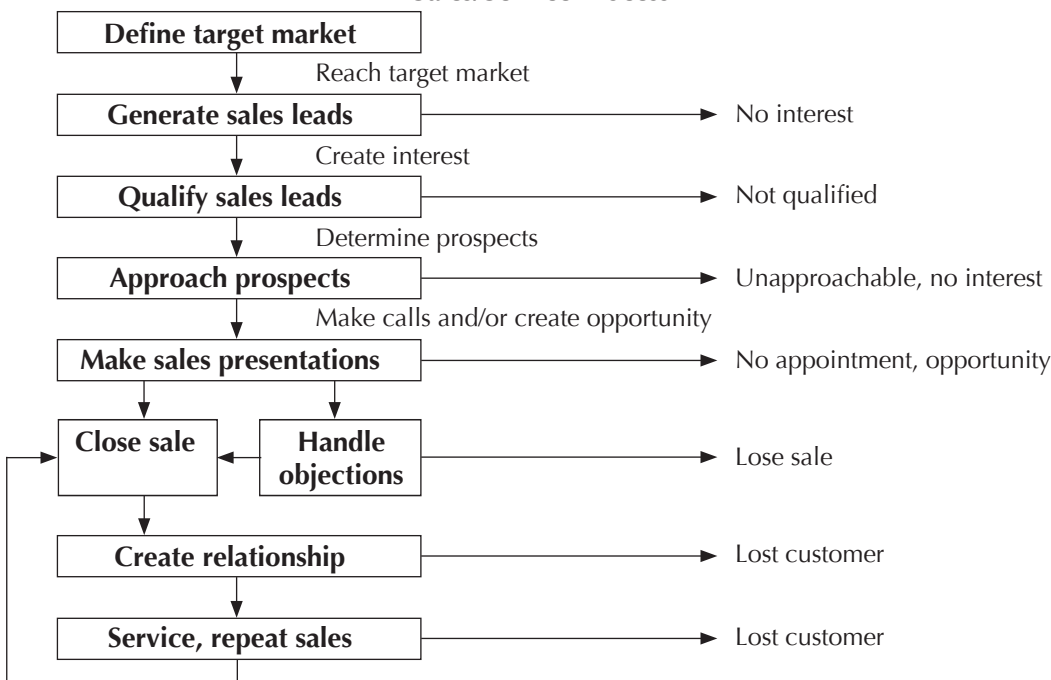 Define target market
Reach target market
Generate sales leads
No interest
Create interest
Qualify sales leads
Not qualified
Determine prospects
Approach prospects
Unapproachable, no interest
Make calls and/or create opportunity
Make sales presentations
No appointment, opportunity
Close sale
Handle
objections
Lose sale
Create relationship
Lost customer
Service, repeat sales
Lost customer